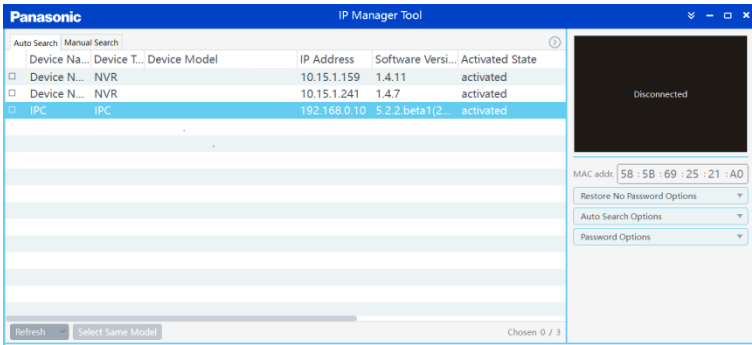 Panasonic
IP Manager Tool
Auto Search Manual Search
Device Na... Device T... Device Model IP Address Software Versi... Activated State
Device N... NVR 10.15.1.159 1.4.11 activated
Device N... NVR 10.15.1.241 1.4.7 activated
IPC IPC 192.168.0.10 5.2.2.beta1(2... activated
Refresh Select Same Model Chosen 0 / 3
Disconnected
MAC addr. 58 : 5B : 69 : 25 : 21 : A0
Restore No Password Options
Auto Search Options
Password Options